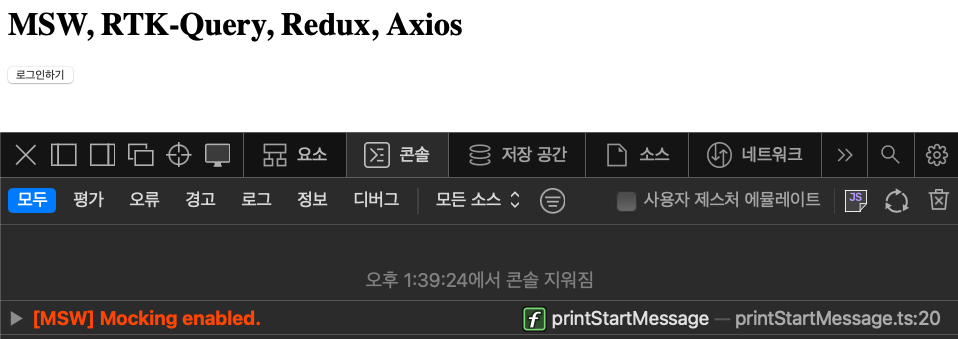 MSW, RTK-Query, Redux, Axios
로그인하기
요소 콘솔 저장 공간 소스 네트워크
모두 평가 오류 경고 로그 정보 디버그 모든 소스 사용자 제스처 에뮬레이트 JS
오후 1:39:24에서 콘솔 지워짐
[MSW] Mocking enabled. f printStartMessage — printStartMessage.ts:20